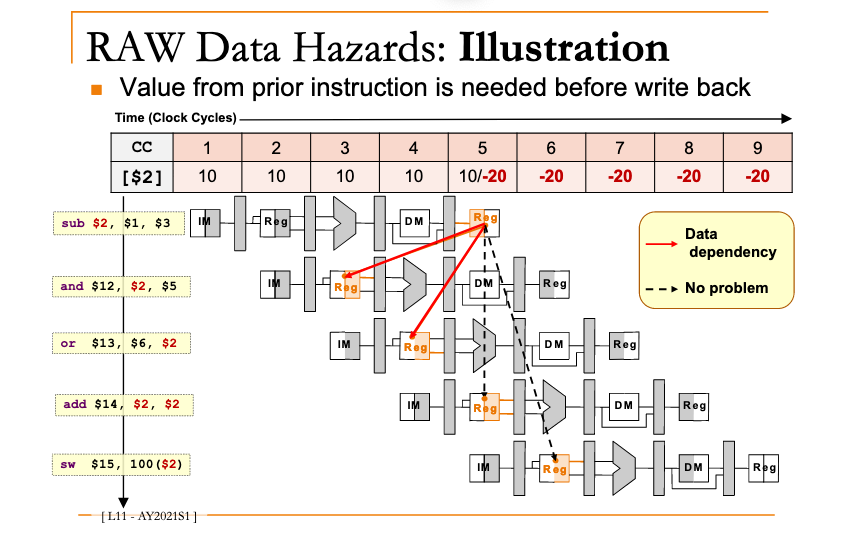 RAW Data Hazards: Illustration
Value from prior instruction is needed before write back
Time (Clock Cycles)
CC 1 2 3 4 5 6 7 8 9
[$2] 10 10 10 10 10/-20 -20 -20 -20 -20
sub $2, $1, $3 IM Reg DM Reg
Data
dependency
No problem
and $12, $2, $5 IM Reg DM Reg
or $13, $6, $2 IM Reg DM Reg
add $14, $2, $2 IM Reg DM Reg
sw $15, 100($2) IM Reg DM Reg
[ L11 - AY2021S1 ]